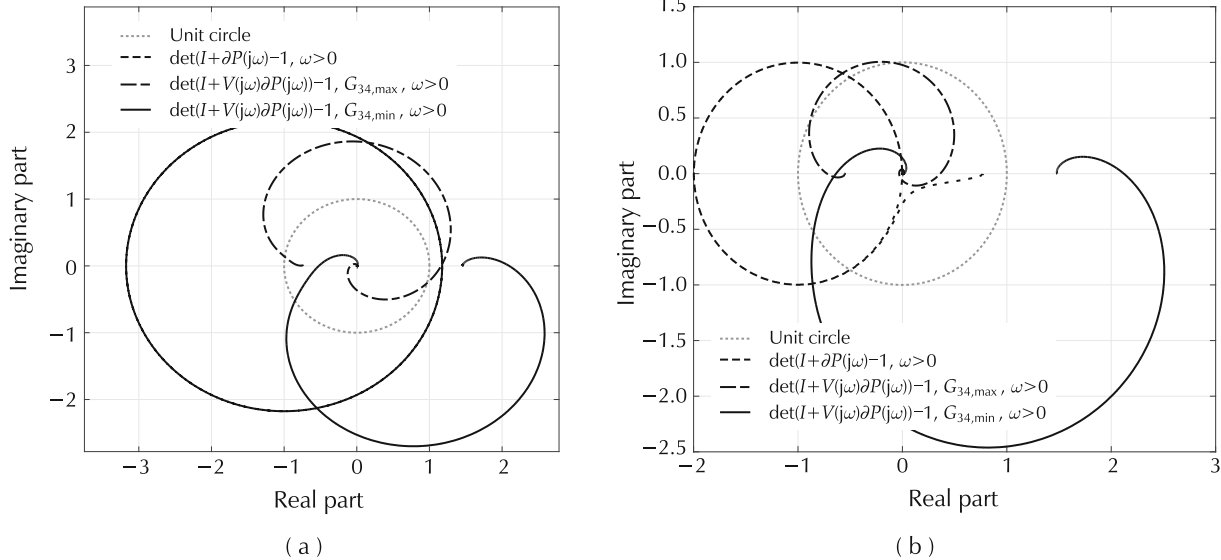 Unit circle
det(I+∂P(jω)−1, ω>0
det(I+V(jω)∂P(jω))−1, G34,max , ω>0
det(I+V(jω)∂P(jω))−1, G34,min , ω>0
3
2
1
0
−1
−2
Imaginary part
−3
−2
−1
0
1
2
Real part
(a)
1.5
1.0
0.5
0.0
−0.5
−1.0
−1.5
−2.0
−2.5
Imaginary part
Unit circle
det(I+∂P(jω)−1, ω>0
det(I+V(jω)∂P(jω))−1, G34,max , ω>0
det(I+V(jω)∂P(jω))−1, G34,min , ω>0
−2
−1
0
1
2
3
Real part
(b)